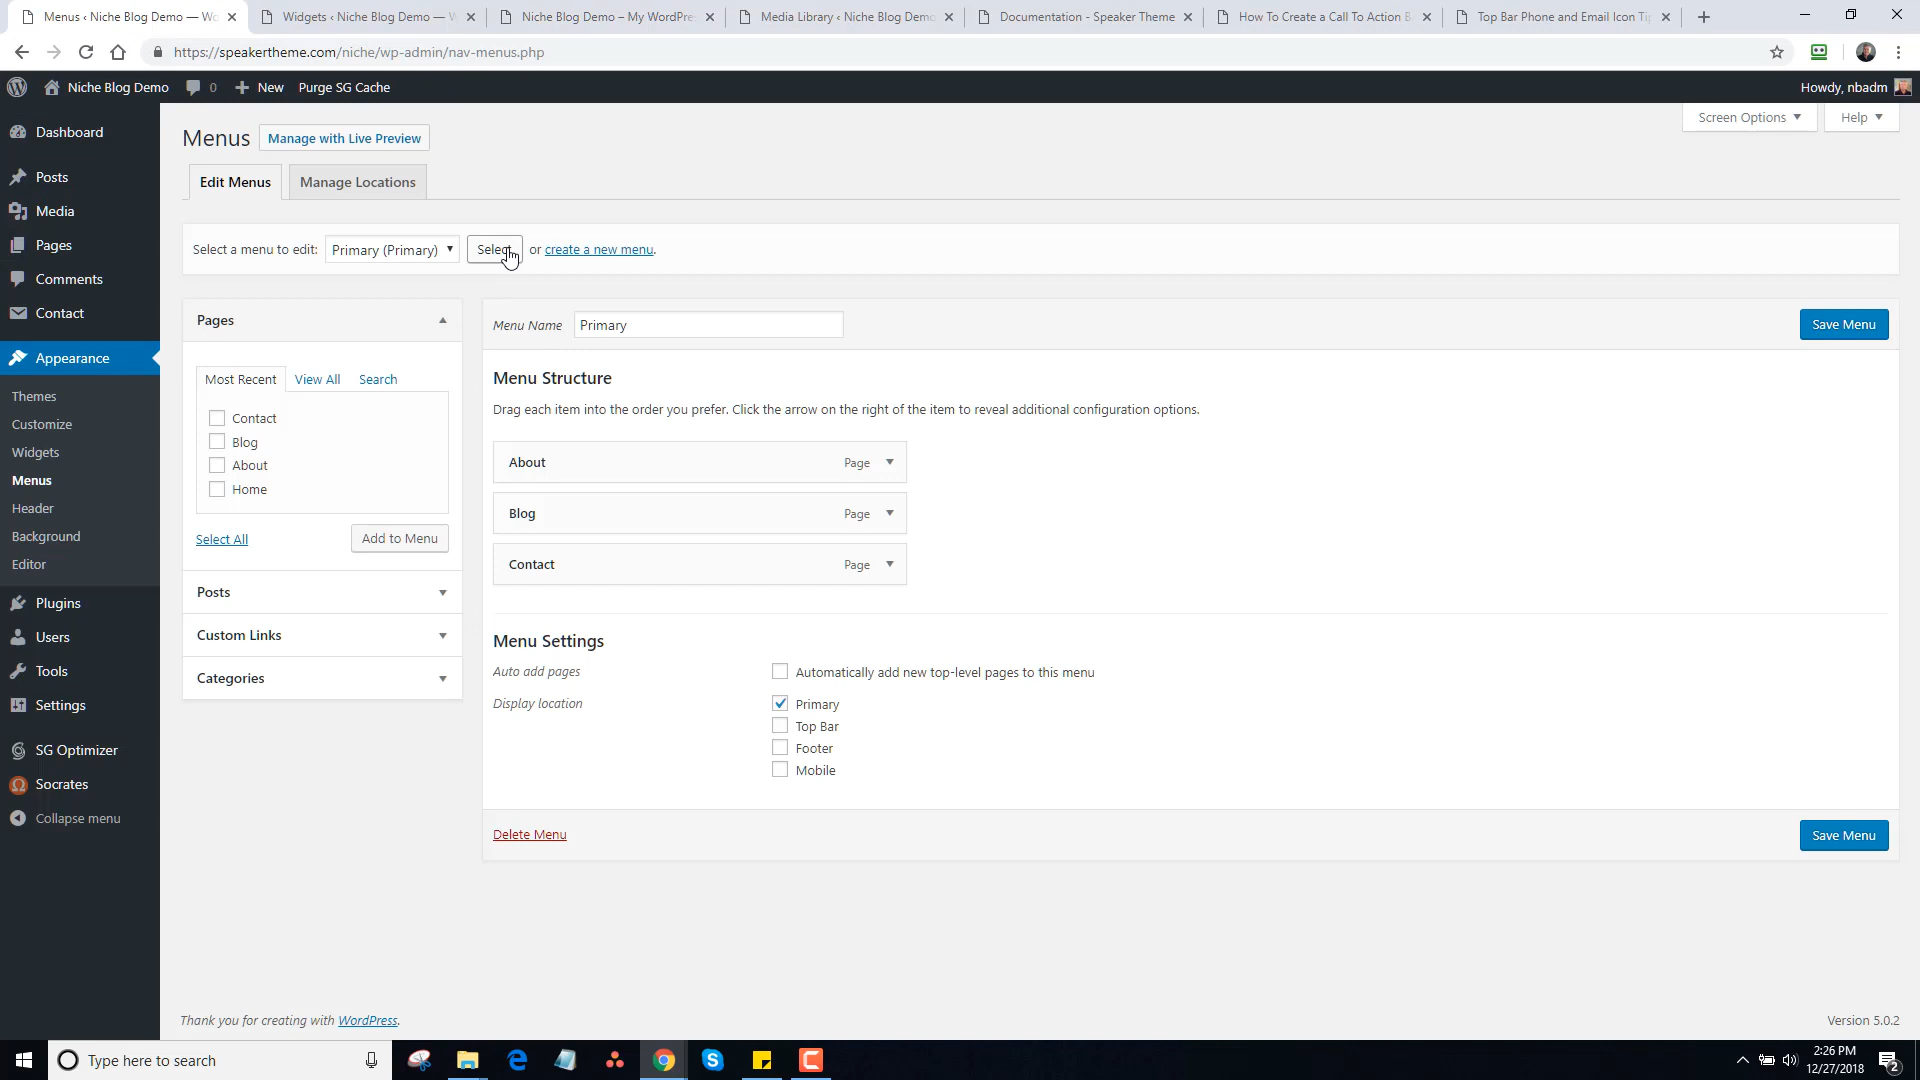 Menus ‹ Niche Blog Demo — Wo
Widgets ‹ Niche Blog Demo — W
Niche Blog Demo – My WordPre
Media Library ‹ Niche Blog Demo
Documentation - Speaker Theme
How To Create a Call To Action B
Top Bar Phone and Email Icon Ti
https://speakertheme.com/niche/wp-admin/nav-menus.php
Niche Blog Demo
0
New
Purge SG Cache
Howdy, nbadm
Dashboard
Posts
Media
Pages
Comments
Contact
Appearance
Themes
Customize
Widgets
Menus
Header
Background
Editor
Plugins
Users
Tools
Settings
SG Optimizer
Socrates
Collapse menu
Menus
Manage with Live Preview
Screen Options
Help
Edit Menus
Manage Locations
Select a menu to edit: Primary (Primary) Select or create a new menu.
Pages
Most Recent
View All
Search
Contact
Blog
About
Home
Select All
Add to Menu
Posts
Custom Links
Categories
Menu Name Primary
Save Menu
Menu Structure
Drag each item into the order you prefer. Click the arrow on the right of the item to reveal additional configuration options.
About Page
Blog Page
Contact Page
Menu Settings
Auto add pages
Automatically add new top-level pages to this menu
Display location
Primary
Top Bar
Footer
Mobile
Delete Menu
Save Menu
Thank you for creating with WordPress.
Version 5.0.2
Type here to search
2:26 PM
12/27/2018
2